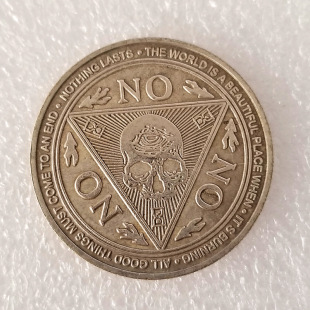 NOTHING LASTS • THE WORLD IS A BEAUTIFUL PLACE WHEN • IT'S BURNING • ALL GOOD THINGS MUST COME TO AN END •
NO
NO
NO